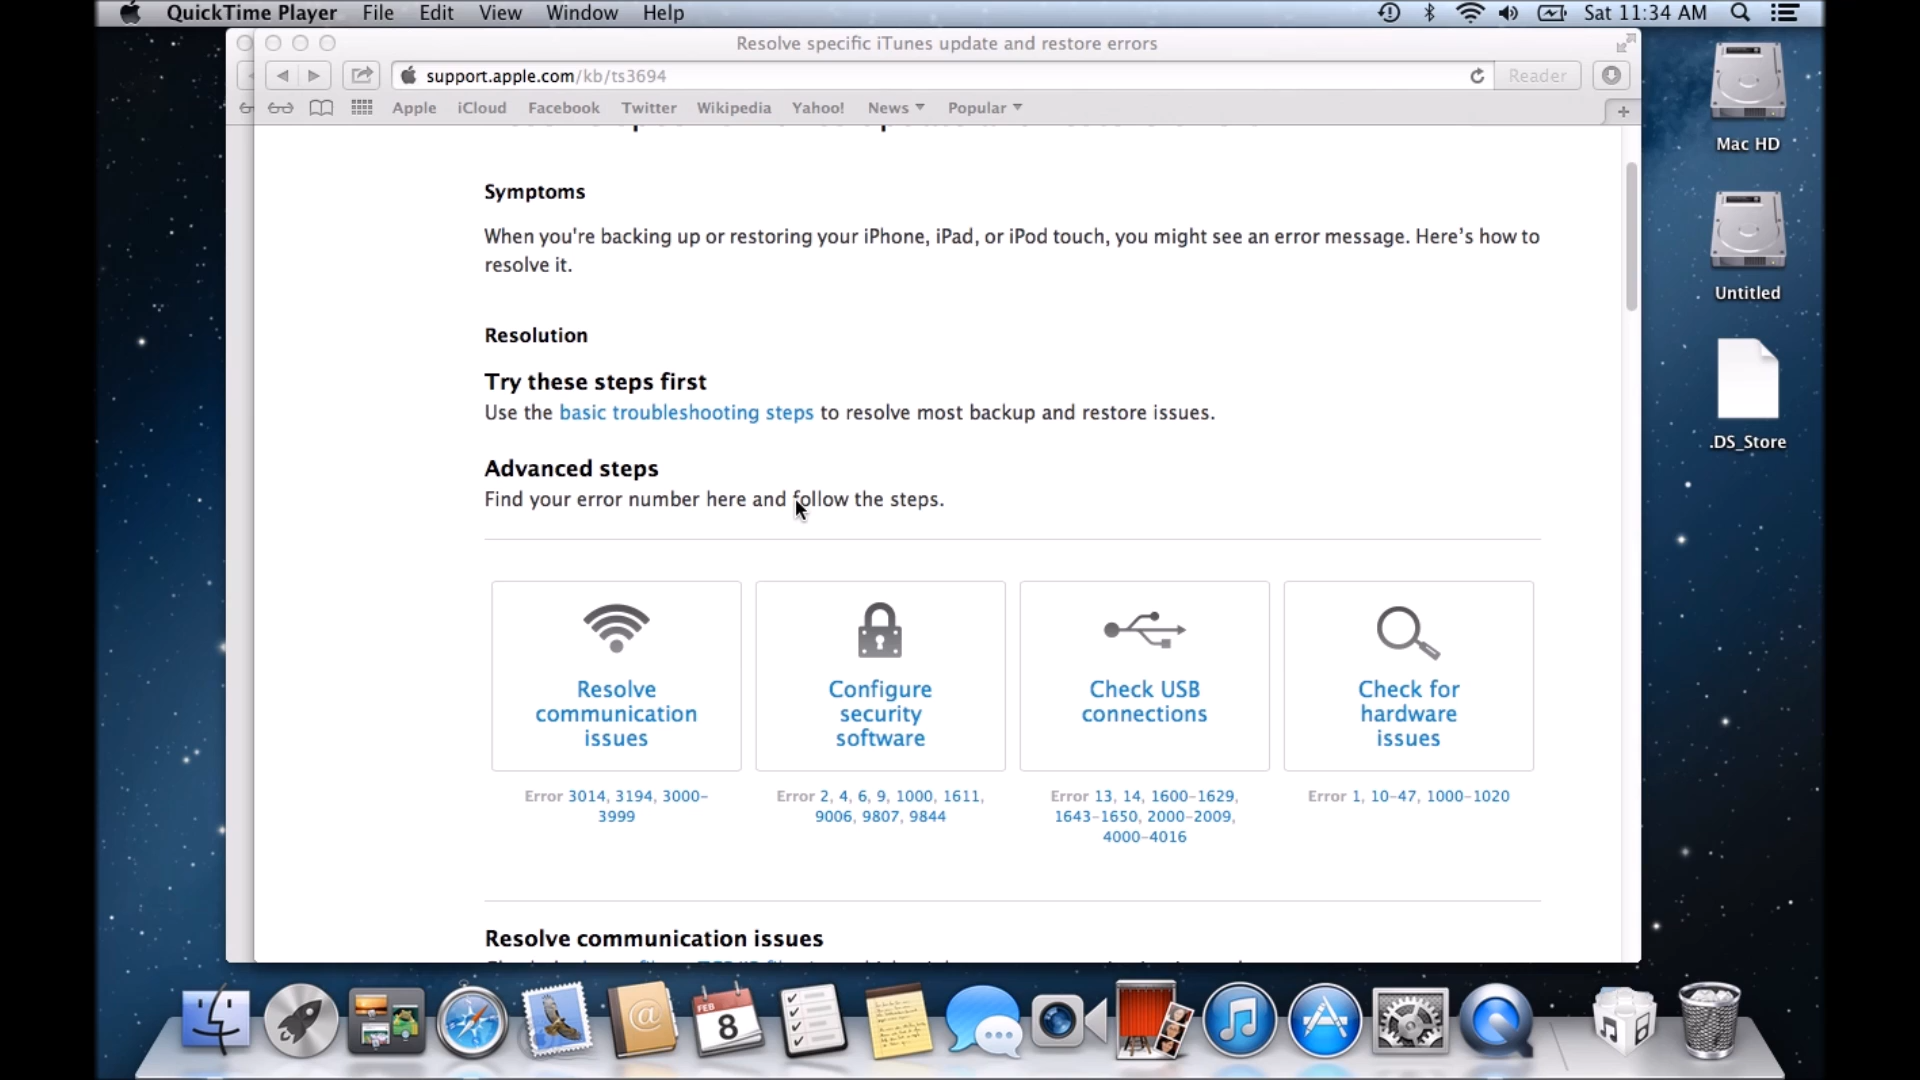 QuickTime Player File Edit View Window Help Sat 11:34 AM
Resolve specific iTunes update and restore errors
support.apple.com/kb/ts3694 Reader
Apple iCloud Facebook Twitter Wikipedia Yahoo! News Popular
Mac HD
Symptoms
When you're backing up or restoring your iPhone, iPad, or iPod touch, you might see an error message. Here’s how to
resolve it.
Untitled
Resolution
Try these steps first
Use the basic troubleshooting steps to resolve most backup and restore issues.
.DS_Store
Advanced steps
Find your error number here and follow the steps.
Resolve
communication
issues
Error 3014, 3194, 3000-
3999
Configure
security
software
Error 2, 4, 6, 9, 1000, 1611,
9006, 9807, 9844
Check USB
connections
Error 13, 14, 1600-1629,
1643-1650, 2000-2009,
4000-4016
Check for
hardware
issues
Error 1, 10-47, 1000-1020
Resolve communication issues
FEB
8